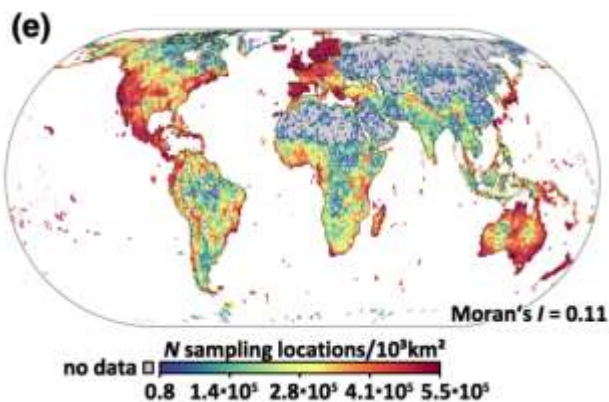 (e)
Moran's I = 0.11
N sampling locations/10³km²
no data
0.8 1.4•10⁵ 2.8•10⁵ 4.1•10⁵ 5.5•10⁵